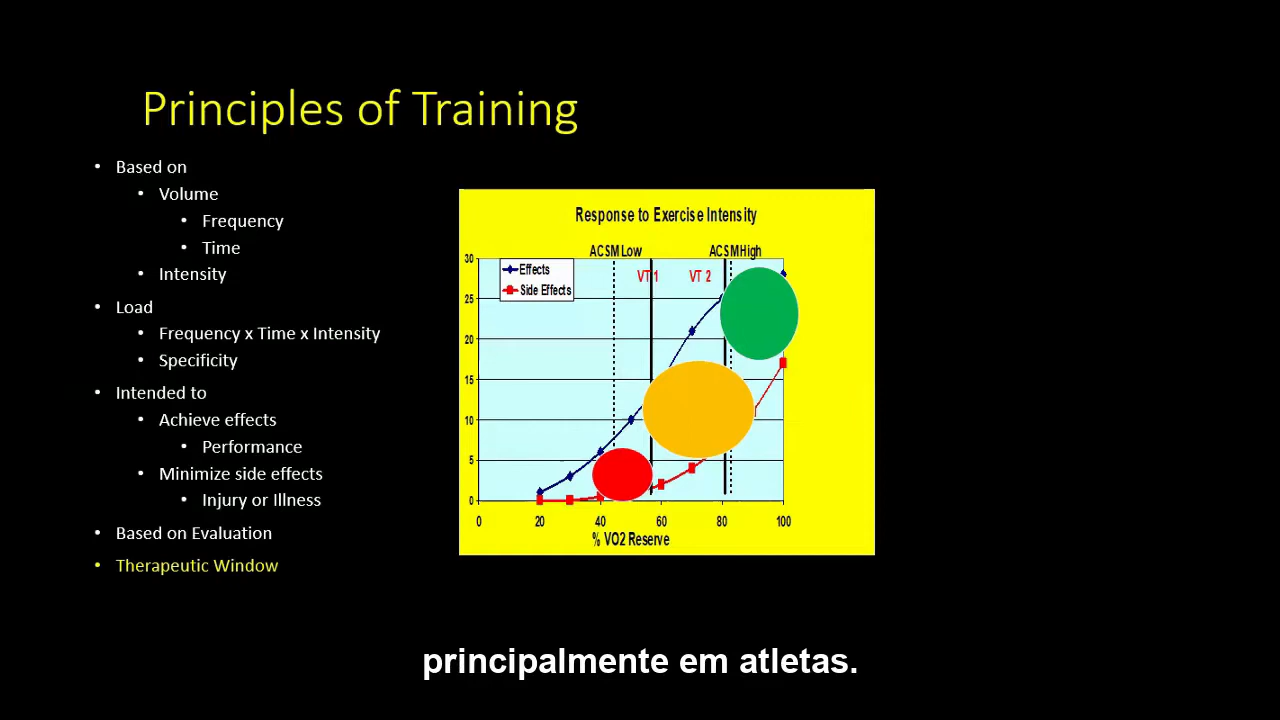 Principles of Training
• Based on
• Volume
• Frequency
• Time
• Intensity
• Load
• Frequency x Time x Intensity
• Specificity
• Intended to
• Achieve effects
• Performance
• Minimize side effects
• Injury or Illness
• Based on Evaluation
• Therapeutic Window
Response to Exercise Intensity
ACSM Low
ACSM High
VT 1
VT 2
Effects
Side Effects
30
25
20
15
10
5
0
0 20 40 60 80 100
% VO2 Reserve
principalmente em atletas.